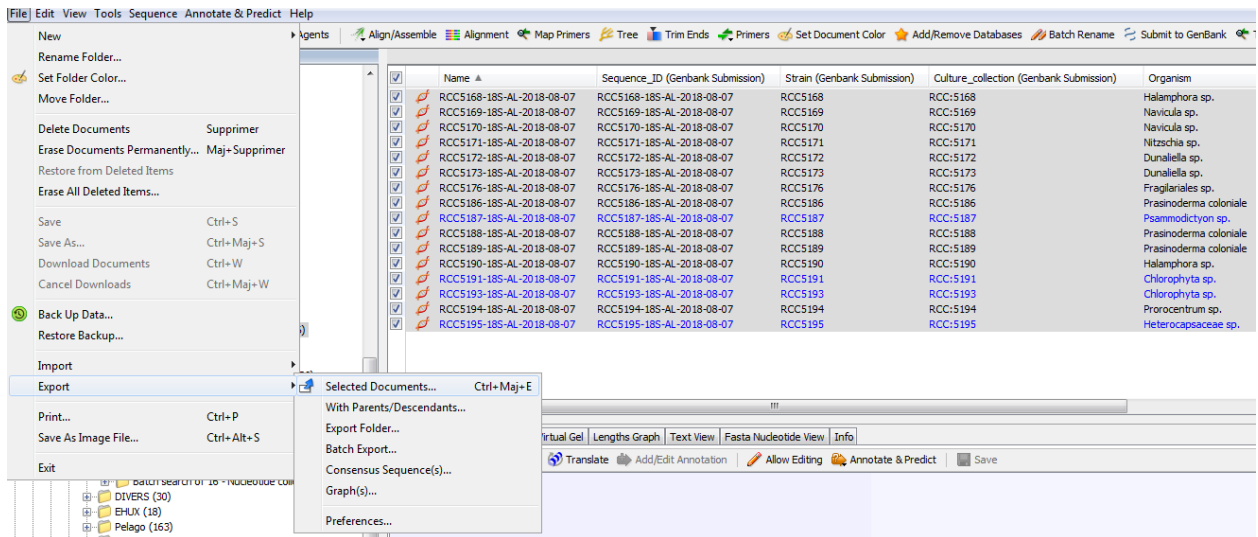 File Edit View Tools Sequence Annotate & Predict Help
Agents Align/Assemble Alignment Map Primers Tree Trim Ends Primers Set Document Color Add/Remove Databases Batch Rename Submit to GenBank
New
Rename Folder...
Set Folder Color...
Move Folder...
Delete Documents Supprimer
Erase Documents Permanently... Maj+Supprimer
Restore from Deleted Items
Erase All Deleted Items...
Save Ctrl+S
Save As... Ctrl+Maj+S
Download Documents Ctrl+W
Cancel Downloads Ctrl+Maj+W
Back Up Data...
Restore Backup...
Import
Export
Print... Ctrl+P
Save As Image File... Ctrl+Alt+S
Exit
Selected Documents... Ctrl+Maj+E
With Parents/Descendants...
Export Folder...
Batch Export...
Consensus Sequence(s)...
Graph(s)...
Preferences...
Name Sequence_ID (Genbank Submission) Strain (Genbank Submission) Culture_collection (Genbank Submission) Organism
RCC5168-18S-AL-2018-08-07 RCC5168-18S-AL-2018-08-07 RCC5168 RCC:5168 Halamphora sp.
RCC5169-18S-AL-2018-08-07 RCC5169-18S-AL-2018-08-07 RCC5169 RCC:5169 Navicula sp.
RCC5170-18S-AL-2018-08-07 RCC5170-18S-AL-2018-08-07 RCC5170 RCC:5170 Navicula sp.
RCC5171-18S-AL-2018-08-07 RCC5171-18S-AL-2018-08-07 RCC5171 RCC:5171 Nitzschia sp.
RCC5172-18S-AL-2018-08-07 RCC5172-18S-AL-2018-08-07 RCC5172 RCC:5172 Dunaliella sp.
RCC5173-18S-AL-2018-08-07 RCC5173-18S-AL-2018-08-07 RCC5173 RCC:5173 Dunaliella sp.
RCC5176-18S-AL-2018-08-07 RCC5176-18S-AL-2018-08-07 RCC5176 RCC:5176 Fragilariales sp.
RCC5186-18S-AL-2018-08-07 RCC5186-18S-AL-2018-08-07 RCC5186 RCC:5186 Prasinoderma coloniale
RCC5187-18S-AL-2018-08-07 RCC5187-18S-AL-2018-08-07 RCC5187 RCC:5187 Psammodictyon sp.
RCC5188-18S-AL-2018-08-07 RCC5188-18S-AL-2018-08-07 RCC5188 RCC:5188 Prasinoderma coloniale
RCC5189-18S-AL-2018-08-07 RCC5189-18S-AL-2018-08-07 RCC5189 RCC:5189 Prasinoderma coloniale
RCC5190-18S-AL-2018-08-07 RCC5190-18S-AL-2018-08-07 RCC5190 RCC:5190 Halamphora sp.
RCC5191-18S-AL-2018-08-07 RCC5191-18S-AL-2018-08-07 RCC5191 RCC:5191 Chlorophyta sp.
RCC5193-18S-AL-2018-08-07 RCC5193-18S-AL-2018-08-07 RCC5193 RCC:5193 Chlorophyta sp.
RCC5194-18S-AL-2018-08-07 RCC5194-18S-AL-2018-08-07 RCC5194 RCC:5194 Prorocentrum sp.
RCC5195-18S-AL-2018-08-07 RCC5195-18S-AL-2018-08-07 RCC5195 RCC:5195 Heterocapsaceae sp.
Virtual Gel Lengths Graph Text View Fasta Nucleotide View Info
Translate Add/Edit Annotation Allow Editing Annotate & Predict Save
DIVERS (30)
EHUX (18)
Pelago (163)